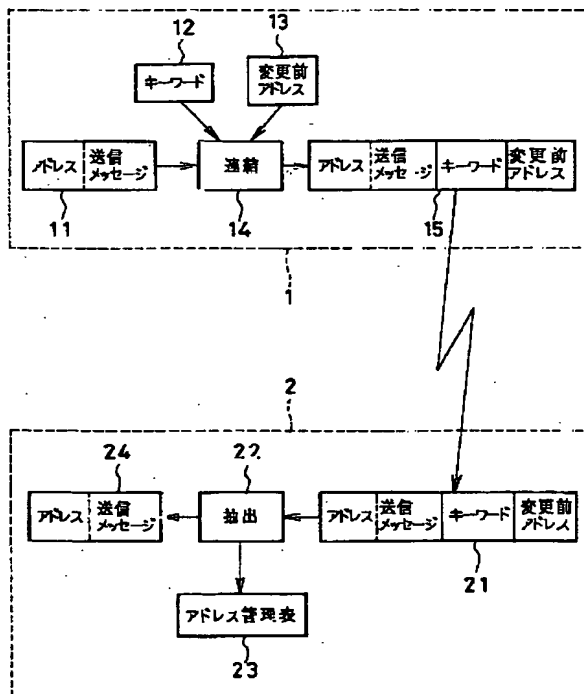 12
13
キーワード
変更前
アドレス
アドレス
送信
メッセージ
連結
アドレス
送信
メッセージ
キーワード
変更前
アドレス
11
14
15
1
2
24
22
アドレス
送信
メッセージ
抽出
アドレス
送信
メッセージ
キーワード
変更前
アドレス
21
アドレス管理表
23